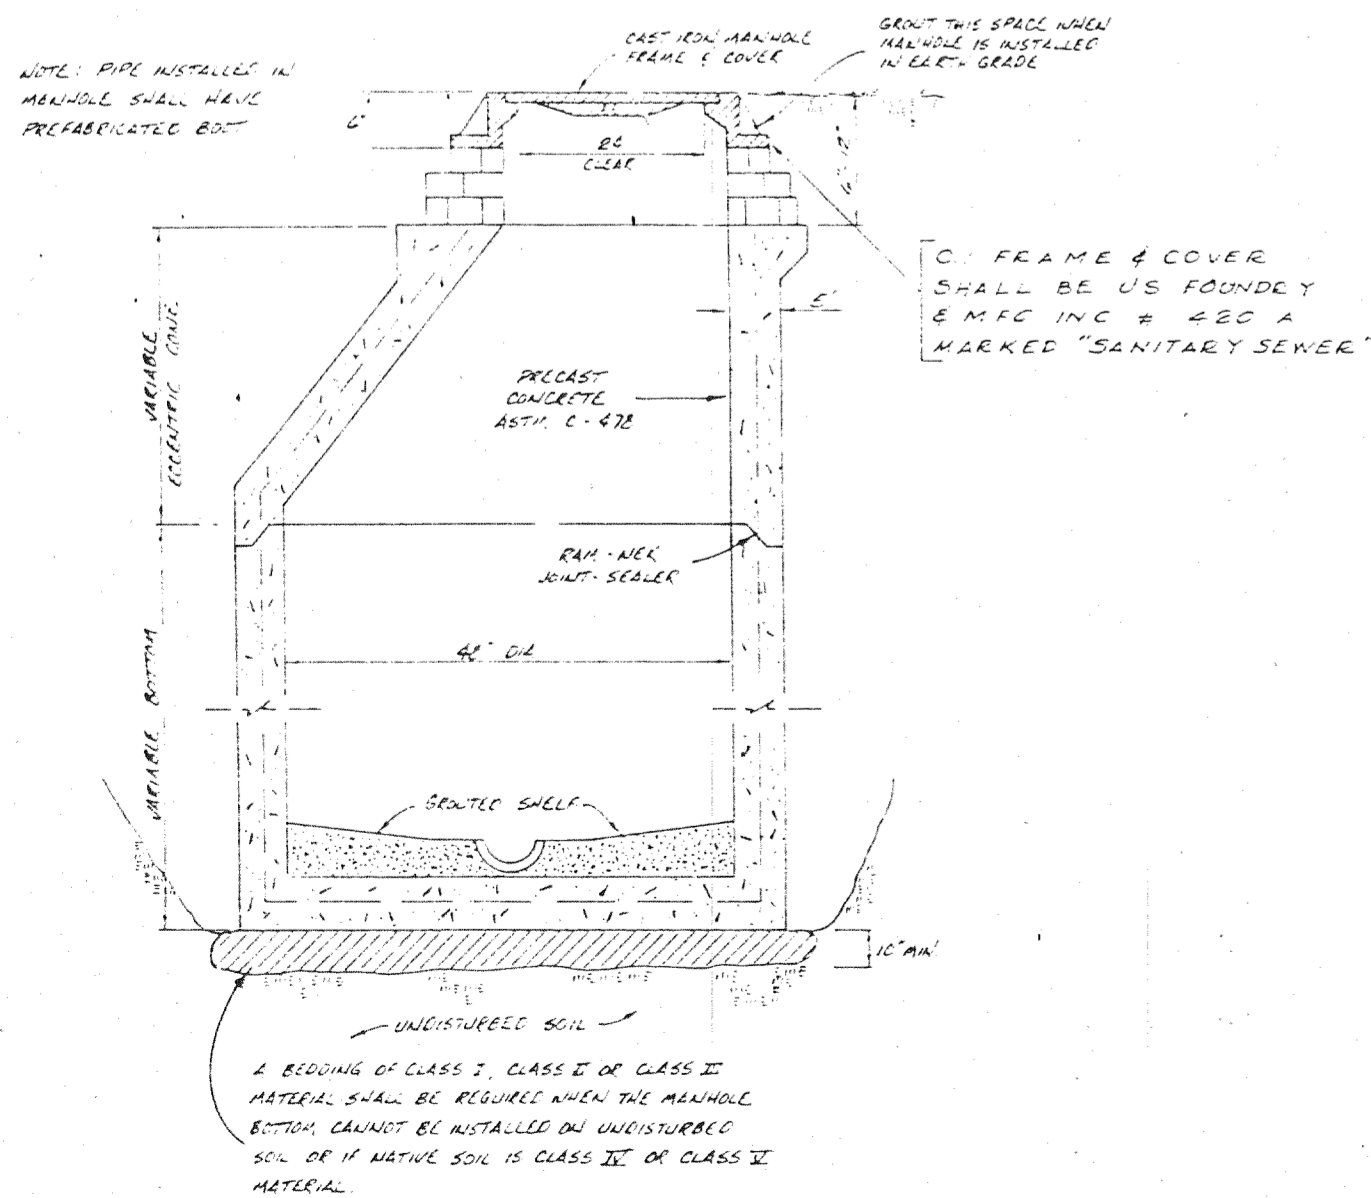 NOTE: PIPE INSTALLED IN
MANHOLE SHALL HAVE
PREFABRICATED BOOT
CAST IRON MANHOLE
FRAME & COVER
GROUT THIS SPACE WHEN
MANHOLE IS INSTALLED
IN EARTH GRADE
6"
24
CLEAR
6"-12"
C.I FRAME & COVER
SHALL BE US FOUNDRY
& MFG INC # 420 A
MARKED "SANITARY SEWER"
5"
VARIABLE
ECCENTRIC CONE
PRECAST
CONCRETE
ASTM. C-478
RAM-NEK
JOINT-SEALER
48" DIA
VARIABLE BOTTOM
GROUTED SHELF
10" MIN.
UNDISTURBED SOIL
A BEDDING OF CLASS I, CLASS II OR CLASS
MATERIAL SHALL BE REQUIRED WHEN THE MANHOLE
BOTTOM, CANNOT BE INSTALLED ON UNDISTURBED
SOIL OR IF NATIVE SOIL IS CLASS IV OR CLASS V
MATERIAL.